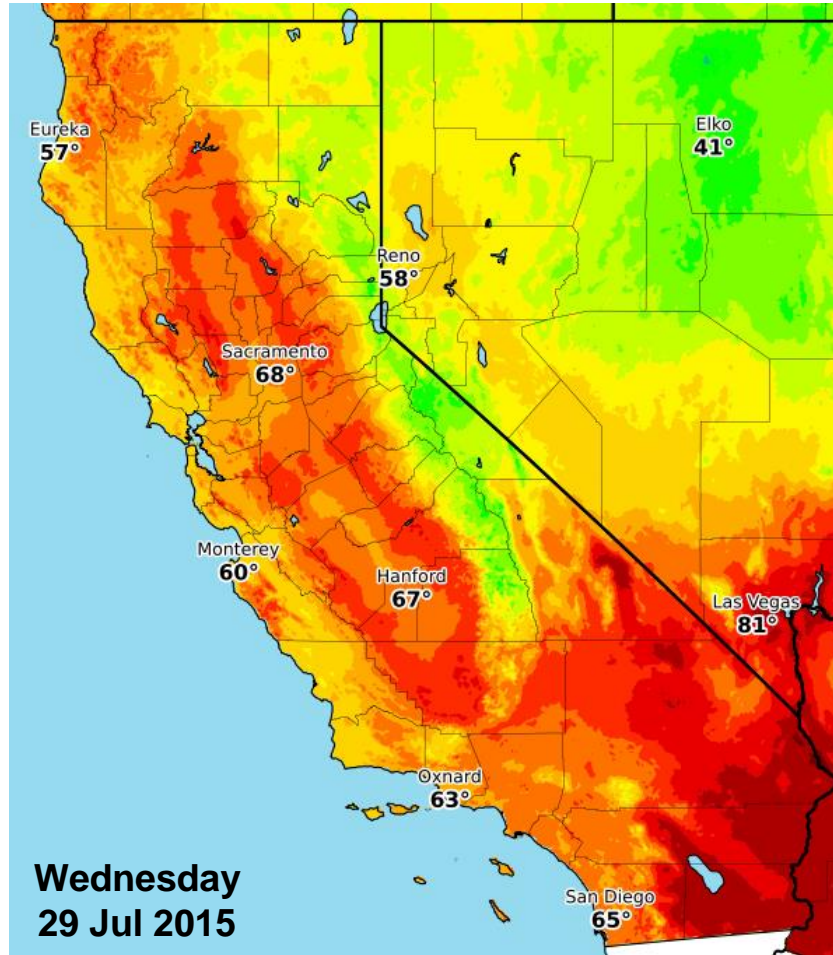 Eureka
57°
Elko
41°
Reno
58°
Sacramento
68°
Monterey
60°
Hanford
67°
Las Vegas
81°
Oxnard
63°
San Diego
65°
Wednesday
29 Jul 2015